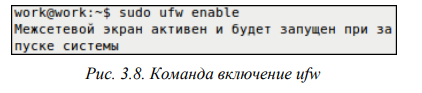 work@work:~$ sudo ufw enable
Межсетевой экран активен и будет запущен при за
пуске системы
Рис. 3.8. Команда включение ufw